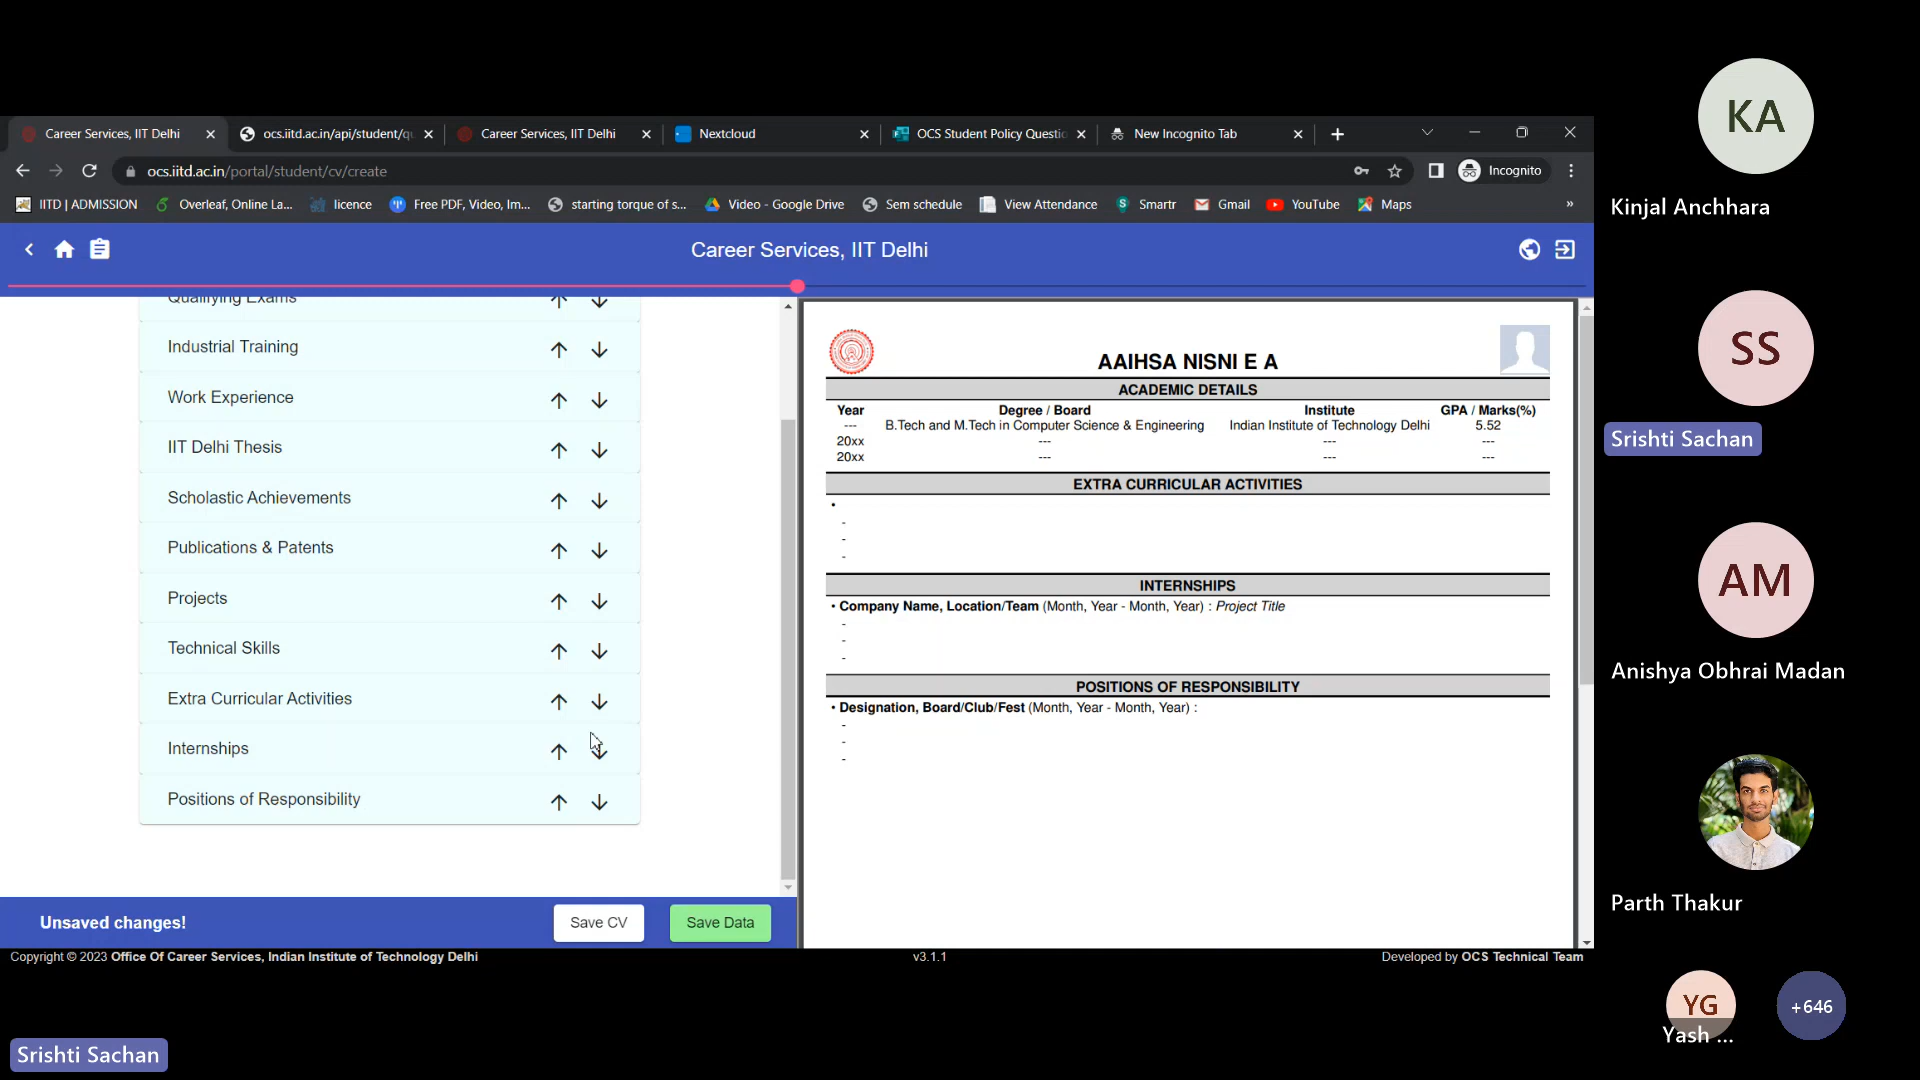 Career Services, IIT Delhi
ocs.iitd.ac.in/api/student/qu
Career Services, IIT Delhi
Nextcloud
OCS Student Policy Questio
New Incognito Tab
ocs.iitd.ac.in/portal/student/cv/create
Incognito
IITD | ADMISSION
Overleaf, Online La...
licence
Free PDF, Video, Im...
starting torque of s...
Video - Google Drive
Sem schedule
View Attendance
Smartr
Gmail
YouTube
Maps
»
Career Services, IIT Delhi
Qualifying Exams
Industrial Training
Work Experience
IIT Delhi Thesis
Scholastic Achievements
Publications & Patents
Projects
Technical Skills
Extra Curricular Activities
Internships
Positions of Responsibility
Unsaved changes!
Save CV
Save Data
AAIHSA NISNI E A
ACADEMIC DETAILS
Year Degree / Board Institute GPA / Marks(%)
--- B.Tech and M.Tech in Computer Science & Engineering Indian Institute of Technology Delhi 5.52
20xx --- --- ---
20xx --- --- ---
EXTRA CURRICULAR ACTIVITIES
•
-
-
-
INTERNSHIPS
• Company Name, Location/Team (Month, Year - Month, Year) : Project Title
-
-
-
POSITIONS OF RESPONSIBILITY
• Designation, Board/Club/Fest (Month, Year - Month, Year) :
-
-
-
Copyright © 2023 Office Of Career Services, Indian Institute of Technology Delhi
v3.1.1
Developed by OCS Technical Team
KA
Kinjal Anchhara
SS
Srishti Sachan
AM
Anishya Obhrai Madan
Parth Thakur
YG
Yash ...
+646
Srishti Sachan